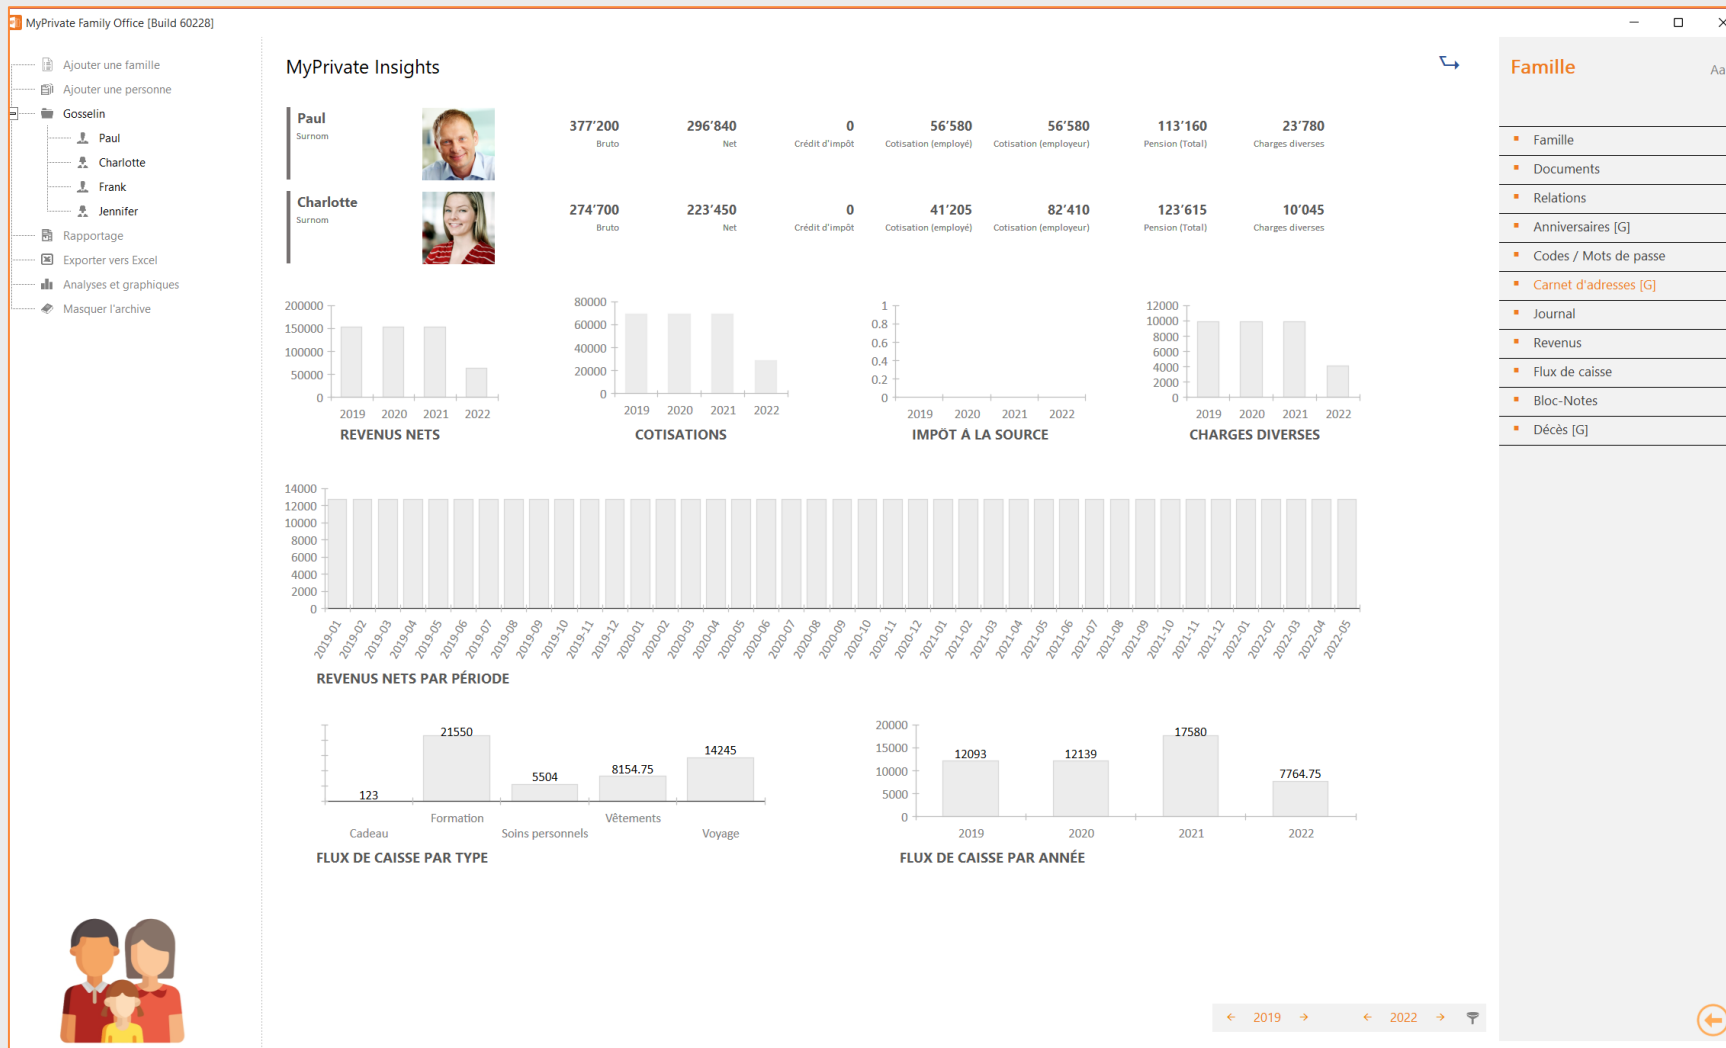 MyPrivate Family Office [Build 60228]
Ajouter une famille
Ajouter une personne
Gosselin
Paul
Charlotte
Frank
Jennifer
Rapportage
Exporter vers Excel
Analyses et graphiques
Masquer l'archive
MyPrivate Insights
Paul
Surnom
377'200 296'840 0 56'580 56'580 113'160 23'780
Bruto Net Crédit d'impôt Cotisation (employé) Cotisation (employeur) Pension (Total) Charges diverses
Charlotte
Surnom
274'700 223'450 0 41'205 82'410 123'615 10'045
Bruto Net Crédit d'impôt Cotisation (employé) Cotisation (employeur) Pension (Total) Charges diverses
200000
150000
100000
50000
0
2019 2020 2021 2022
REVENUS NETS
80000
60000
40000
20000
0
2019 2020 2021 2022
COTISATIONS
1
0.8
0.6
0.4
0.2
0
2019 2020 2021 2022
IMPÖT À LA SOURCE
12000
10000
8000
6000
4000
2000
0
2019 2020 2021 2022
CHARGES DIVERSES
14000
12000
10000
8000
6000
4000
2000
0
2019-01 2019-02 2019-03 2019-04 2019-05 2019-06 2019-07 2019-08 2019-09 2019-10 2019-11 2019-12 2020-01 2020-02 2020-03 2020-04 2020-05 2020-06 2020-07 2020-08 2020-09 2020-10 2020-11 2020-12 2021-01 2021-02 2021-03 2021-04 2021-05 2021-06 2021-07 2021-08 2021-09 2021-10 2021-11 2021-12 2022-01 2022-02 2022-03 2022-04 2022-05
REVENUS NETS PAR PÉRIODE
123 21550 5504 8154.75 14245
Cadeau Formation Soins personnels Vêtements Voyage
FLUX DE CAISSE PAR TYPE
20000
15000
10000
5000
0
12093 12139 17580 7764.75
2019 2020 2021 2022
FLUX DE CAISSE PAR ANNÉE
2019 2022
Famille
Aa
Famille
Documents
Relations
Anniversaires [G]
Codes / Mots de passe
Carnet d'adresses [G]
Journal
Revenus
Flux de caisse
Bloc-Notes
Décès [G]